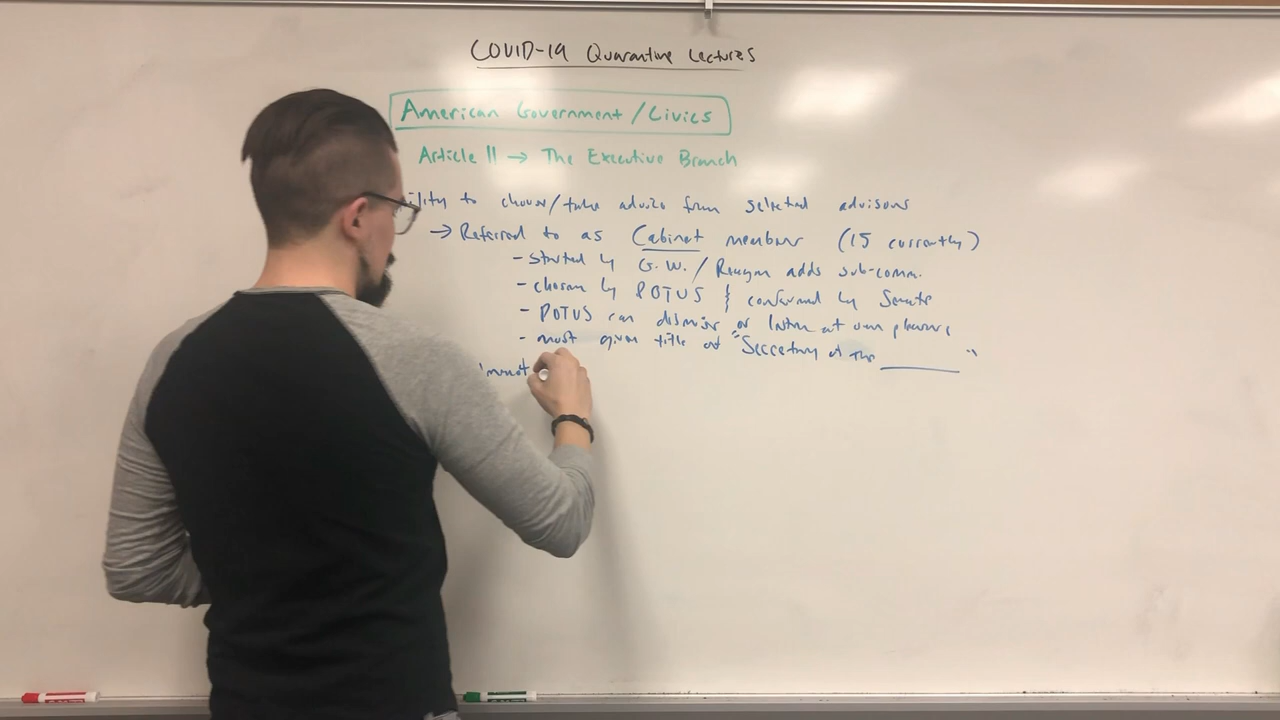 COVID-19 Quarantine Lectures
American Government/Civics
Article II → The Executive Branch
ility to choose/take advice from selected advisors
→ Referred to as Cabinet members (15 currently)
- started by G.W. / Reagan adds sub-comm.
- chosen by POTUS & confirmed by Senate
- POTUS can dismiss or listen at own pleasure
- most given title of "Secretary of the ______"